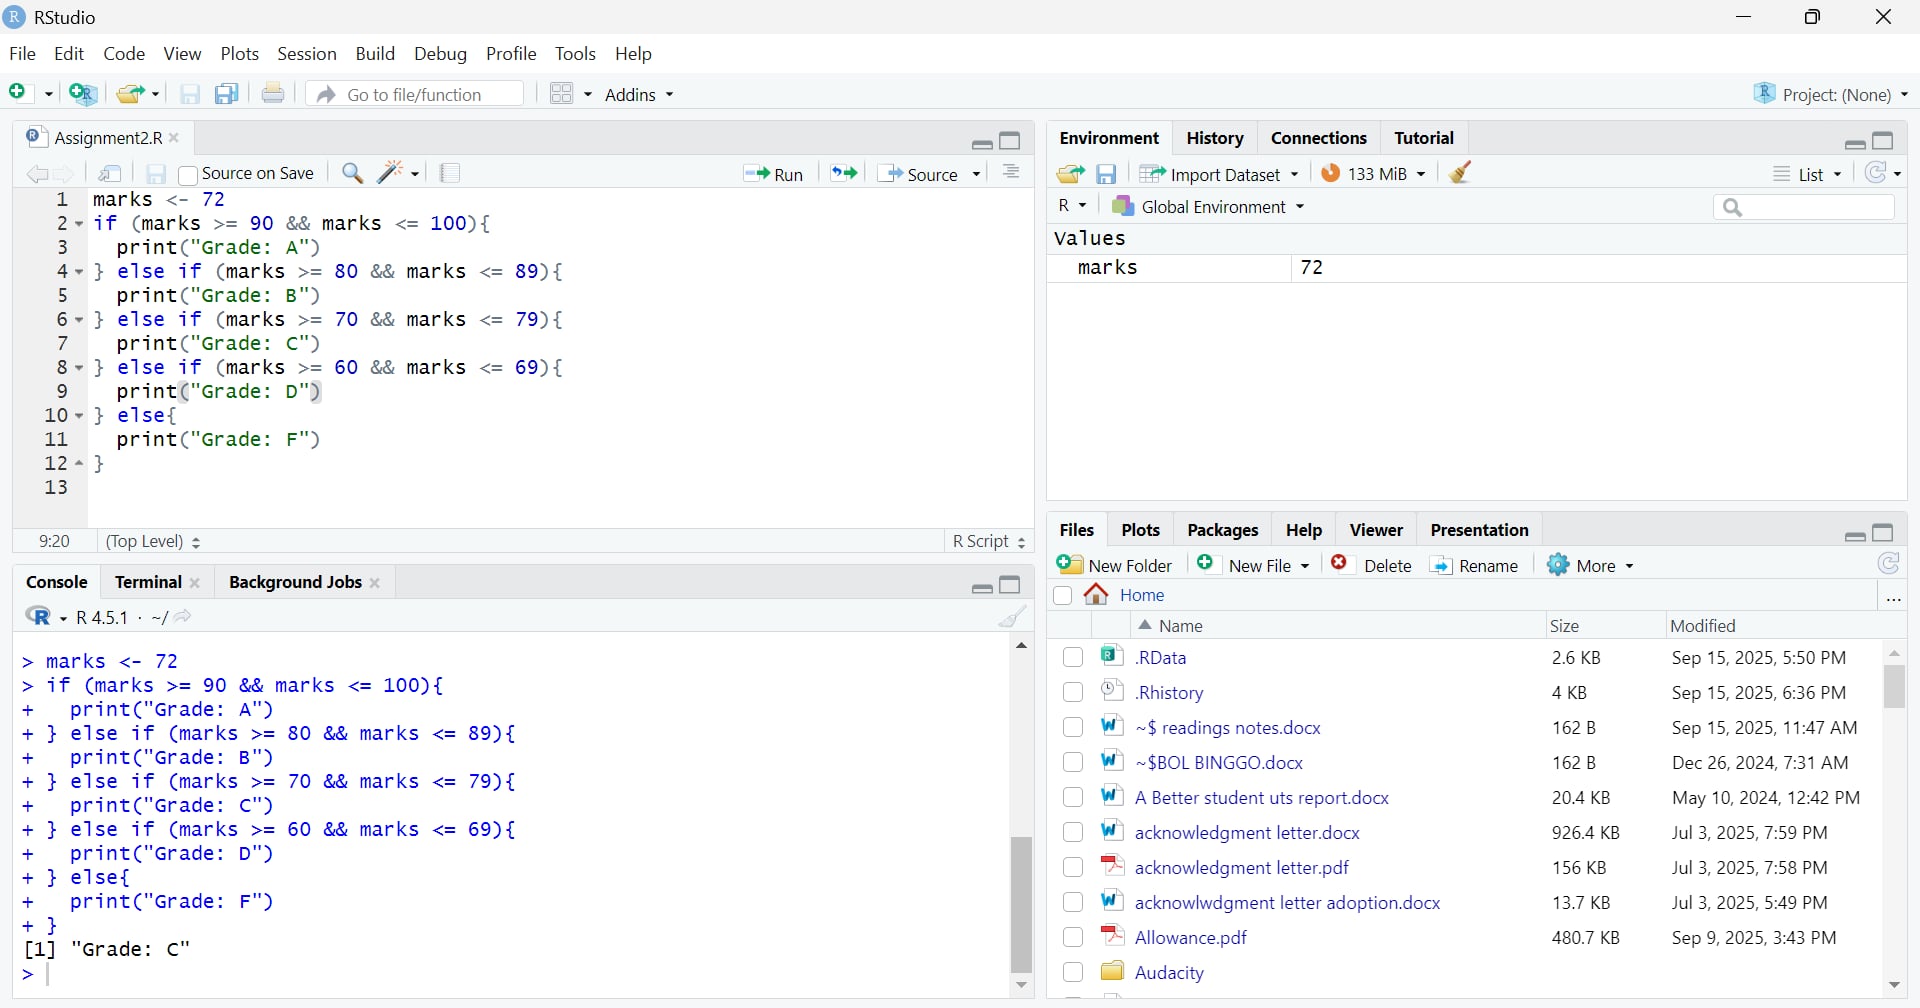 RStudio
File Edit Code View Plots Session Build Debug Profile Tools Help
Go to file/function Addins Project: (None)
Assignment2.R
Source on Save Run Source
1 marks <- 72
2 if (marks >= 90 && marks <= 100){
3   print("Grade: A")
4 } else if (marks >= 80 && marks <= 89){
5   print("Grade: B")
6 } else if (marks >= 70 && marks <= 79){
7   print("Grade: C")
8 } else if (marks >= 60 && marks <= 69){
9   print("Grade: D")
10 } else{
11   print("Grade: F")
12 }
13
9:20 (Top Level) R Script
Console Terminal Background Jobs
R 4.5.1 · ~/
> marks <- 72
> if (marks >= 90 && marks <= 100){
+   print("Grade: A")
+ } else if (marks >= 80 && marks <= 89){
+   print("Grade: B")
+ } else if (marks >= 70 && marks <= 79){
+   print("Grade: C")
+ } else if (marks >= 60 && marks <= 69){
+   print("Grade: D")
+ } else{
+   print("Grade: F")
+ }
[1] "Grade: C"
>
Environment History Connections Tutorial
Import Dataset 133 MiB List
R Global Environment
Values
marks 72
Files Plots Packages Help Viewer Presentation
New Folder New File Delete Rename More
Home ...
Name Size Modified
.RData 2.6 KB Sep 15, 2025, 5:50 PM
.Rhistory 4 KB Sep 15, 2025, 6:36 PM
~$ readings notes.docx 162 B Sep 15, 2025, 11:47 AM
~$BOL BINGGO.docx 162 B Dec 26, 2024, 7:31 AM
A Better student uts report.docx 20.4 KB May 10, 2024, 12:42 PM
acknowledgment letter.docx 926.4 KB Jul 3, 2025, 7:59 PM
acknowledgment letter.pdf 156 KB Jul 3, 2025, 7:58 PM
acknowlwdgment letter adoption.docx 13.7 KB Jul 3, 2025, 5:49 PM
Allowance.pdf 480.7 KB Sep 9, 2025, 3:43 PM
Audacity